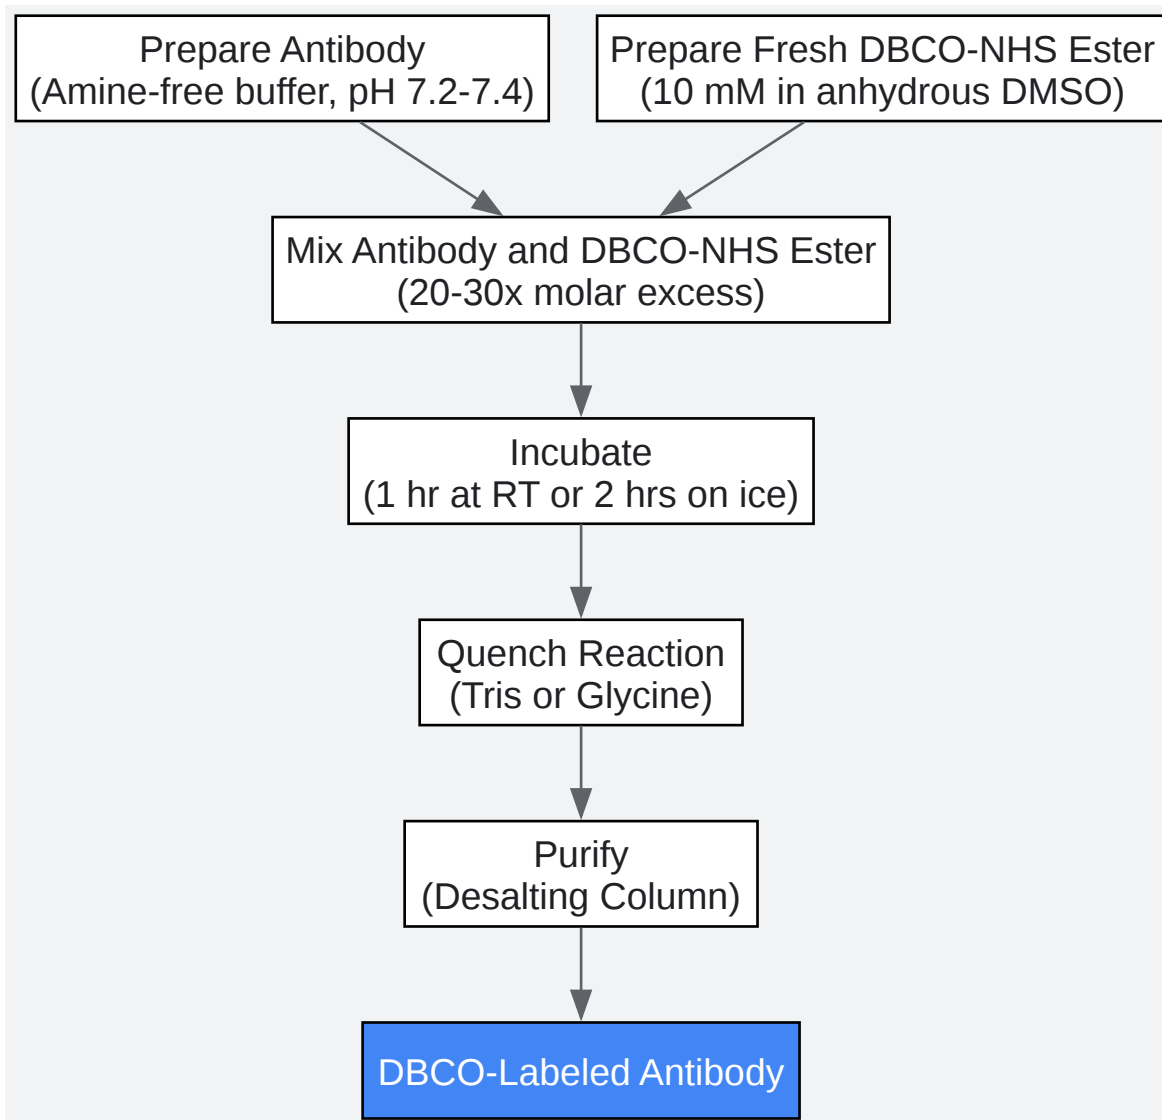 Prepare Antibody
(Amine-free buffer, pH 7.2-7.4)
Prepare Fresh DBCO-NHS Ester
(10 mM in anhydrous DMSO)
Mix Antibody and DBCO-NHS Ester
(20-30x molar excess)
Incubate
(1 hr at RT or 2 hrs on ice)
Quench Reaction
(Tris or Glycine)
Purify
(Desalting Column)
DBCO-Labeled Antibody